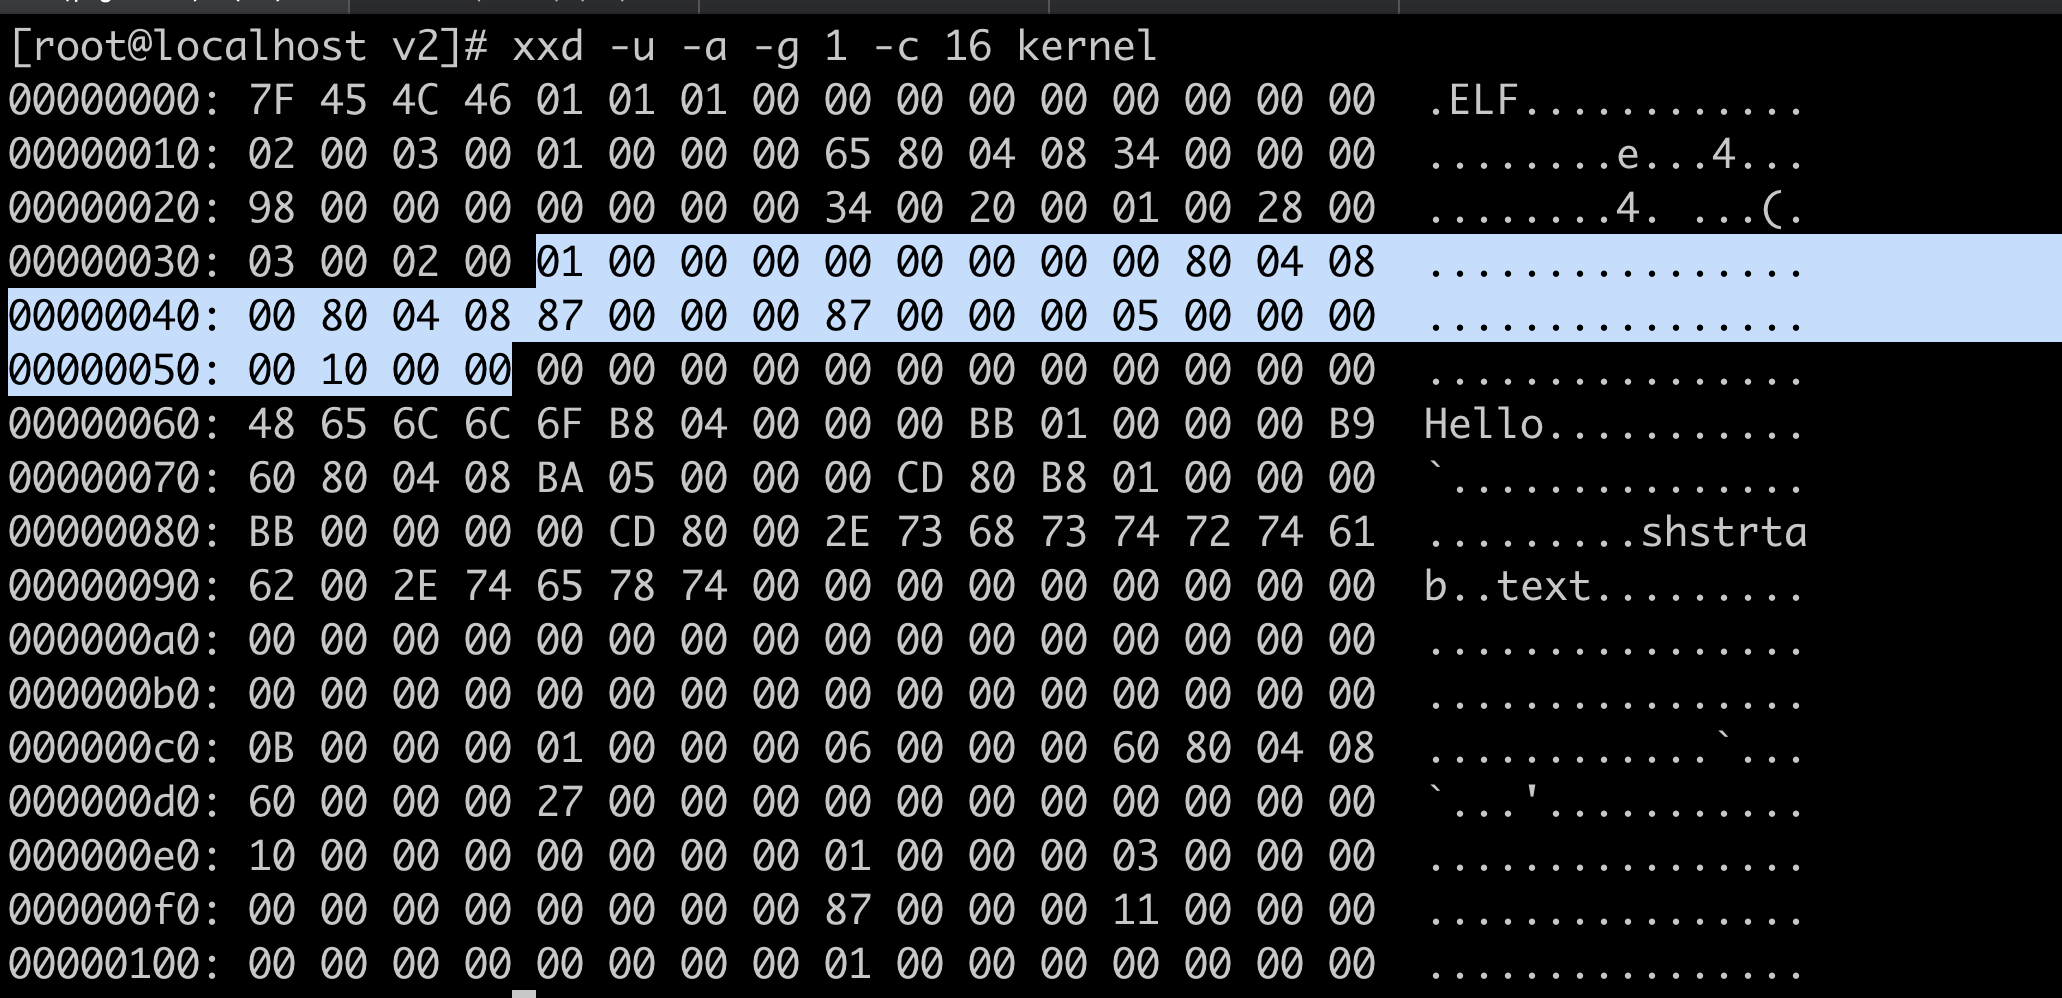 [root@localhost v2]# xxd -u -a -g 1 -c 16 kernel
00000000: 7F 45 4C 46 01 01 01 00 00 00 00 00 00 00 00 00  .ELF............
00000010: 02 00 03 00 01 00 00 00 65 80 04 08 34 00 00 00  ........e...4...
00000020: 98 00 00 00 00 00 00 00 34 00 20 00 01 00 28 00  ........4. ...(.
00000030: 03 00 02 00 01 00 00 00 00 00 00 00 00 80 04 08  ................
00000040: 00 80 04 08 87 00 00 00 87 00 00 00 05 00 00 00  ................
00000050: 00 10 00 00 00 00 00 00 00 00 00 00 00 00 00 00  ................
00000060: 48 65 6C 6C 6F B8 04 00 00 00 BB 01 00 00 00 B9  Hello...........
00000070: 60 80 04 08 BA 05 00 00 00 CD 80 B8 01 00 00 00  `...............
00000080: BB 00 00 00 00 CD 80 00 2E 73 68 73 74 72 74 61  .........shstrta
00000090: 62 00 2E 74 65 78 74 00 00 00 00 00 00 00 00 00  b..text.........
000000a0: 00 00 00 00 00 00 00 00 00 00 00 00 00 00 00 00  ................
000000b0: 00 00 00 00 00 00 00 00 00 00 00 00 00 00 00 00  ................
000000c0: 0B 00 00 00 01 00 00 00 06 00 00 00 60 80 04 08  ............`...
000000d0: 60 00 00 00 27 00 00 00 00 00 00 00 00 00 00 00  `...'...........
000000e0: 10 00 00 00 00 00 00 00 01 00 00 00 03 00 00 00  ................
000000f0: 00 00 00 00 00 00 00 00 87 00 00 00 11 00 00 00  ................
00000100: 00 00 00 00 00 00 00 00 01 00 00 00 00 00 00 00  ................